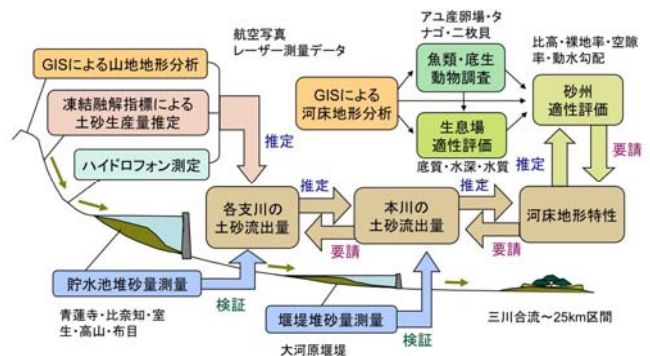 航空写真
レーザー測量データ
GISによる山地地形分析
凍結融解指標による
土砂生産量推定
ハイドロフォン測定
推定
アユ産卵場・タ
ナゴ・二枚貝
魚類・底生
動物調査
GISによる
河床地形分析
生息場
適性評価
底質・水深・水質
比高・裸地率・空隙
率・動水勾配
砂州
適性評価
推定
要請
各支川の
土砂流出量
推定
要請
本川の
土砂流出量
推定
要請
河床地形特性
貯水池堆砂量測量
検証
青蓮寺・比奈知・室
生・高山・布目
堰堤堆砂量測量
検証
大河原堰堤
三川合流～25km区間